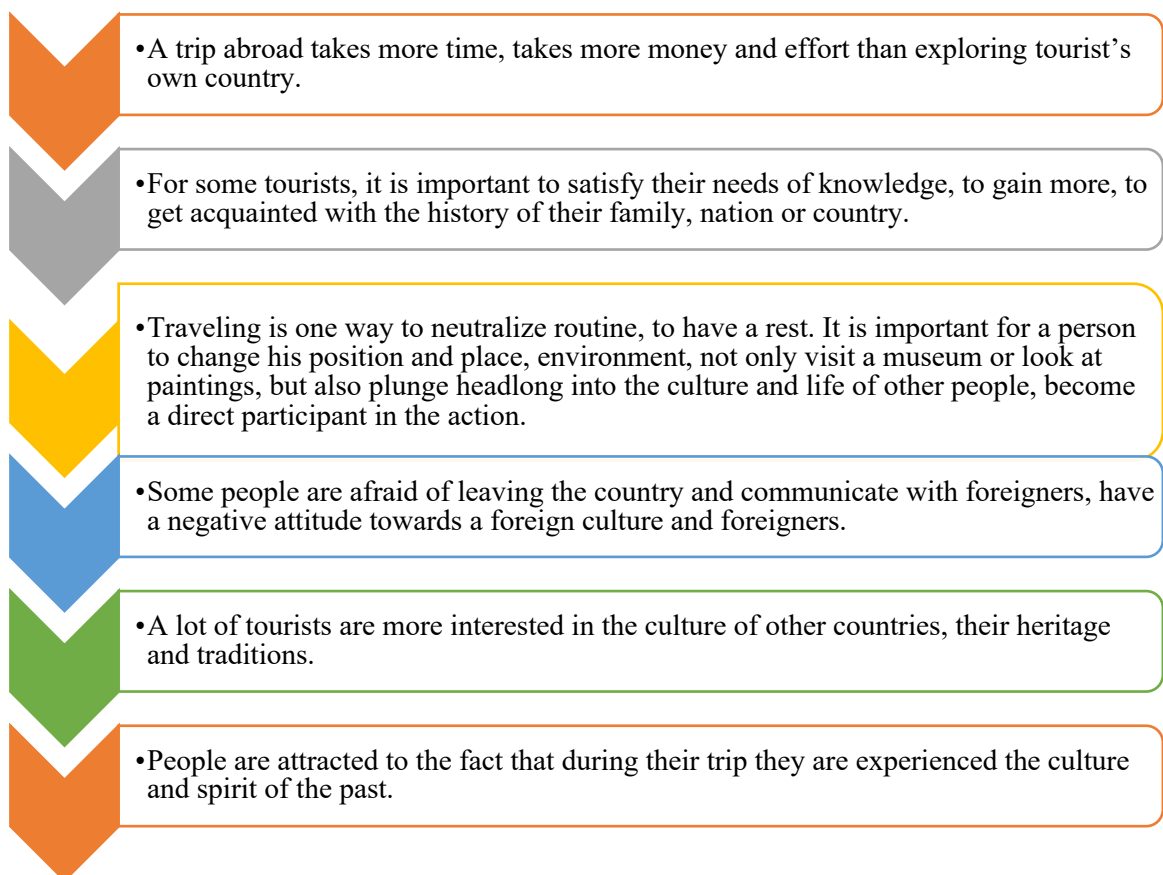 •A trip abroad takes more time, takes more money and effort than exploring tourist’s
own country.
•For some tourists, it is important to satisfy their needs of knowledge, to gain more, to
get acquainted with the history of their family, nation or country.
•Traveling is one way to neutralize routine, to have a rest. It is important for a person
to change his position and place, environment, not only visit a museum or look at
paintings, but also plunge headlong into the culture and life of other people, become
a direct participant in the action.
•Some people are afraid of leaving the country and communicate with foreigners, have
a negative attitude towards a foreign culture and foreigners.
•A lot of tourists are more interested in the culture of other countries, their heritage
and traditions.
•People are attracted to the fact that during their trip they are experienced the culture
and spirit of the past.